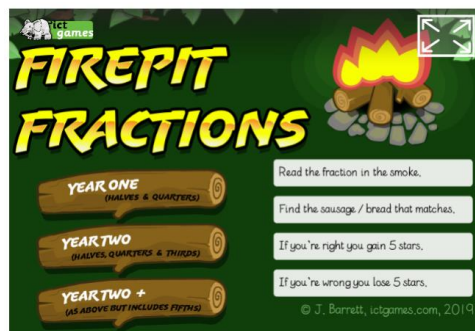 ict
games
FIREPIT
FRACTIONS
YEAR ONE
(HALVES & QUARTERS)
YEAR TWO
(HALVES, QUARTERS & THIRDS)
YEAR TWO +
(AS ABOVE BUT INCLUDES FIFTHS)
Read the fraction in the smoke.
Find the sausage / bread that matches.
If you're right you gain 5 stars.
If you're wrong you lose 5 stars.
© J. Barrett, ictgames.com, 2019